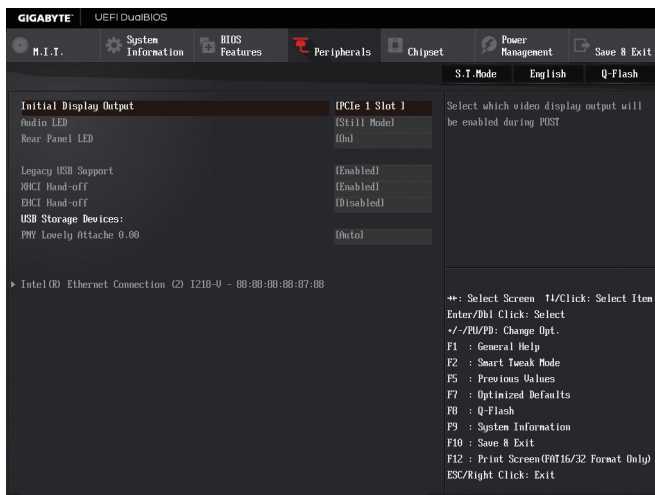 GIGABYTE™ UEFI DualBIOS
M.I.T. System Information BIOS Features Peripherals Chipset Power Management Save & Exit
S.T.Mode English Q-Flash
Initial Display Output [PCIe 1 Slot ]
Audio LED [Still Mode]
Rear Panel LED [On]
Legacy USB Support [Enabled]
XHCI Hand-off [Enabled]
EHCI Hand-off [Disabled]
USB Storage Devices:
PNY Lovely Attache 0.00 [Auto]
Intel(R) Ethernet Connection (2) I218-V - 88:88:88:88:87:88
Select which video display output will
be enabled during POST
→←: Select Screen ↑↓/Click: Select Item
Enter/Dbl Click: Select
+/-/PU/PD: Change Opt.
F1 : General Help
F2 : Smart Tweak Mode
F5 : Previous Values
F7 : Optimized Defaults
F8 : Q-Flash
F9 : System Information
F10 : Save & Exit
F12 : Print Screen(FAT16/32 Format Only)
ESC/Right Click: Exit